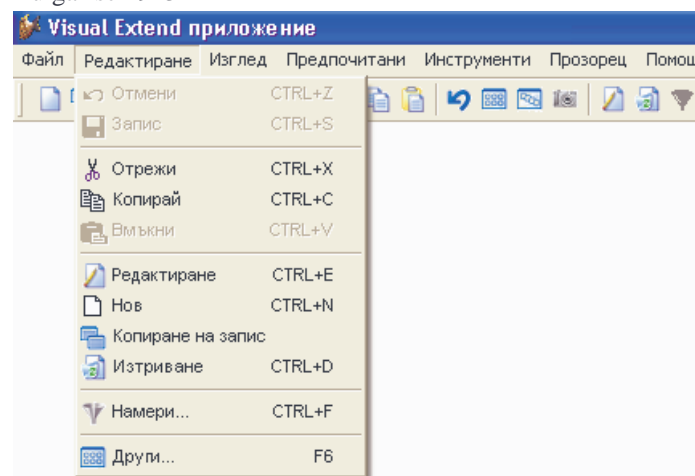 Visual Extend приложение
Файл Редактиране Изглед Предпочитани Инструменти Прозорец
Отмени CTRL+Z
Запис CTRL+S
Отрежи CTRL+X
Копирай CTRL+C
Вмъкни CTRL+V
Редактиране CTRL+E
Нов CTRL+N
Копиране на запис
Изтриване CTRL+D
Намери... CTRL+F
Други... F6